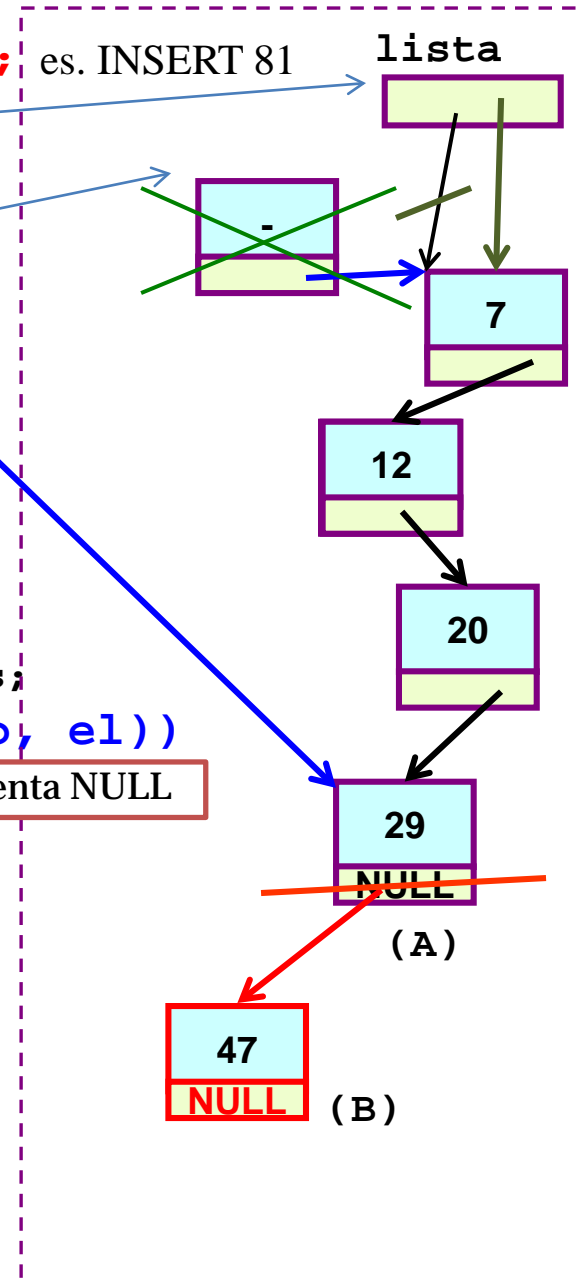 ; es. INSERT 81
lista
-
7
12
20
s;
, el))
enta NULL
29
NULL
(A)
47
NULL
(B)